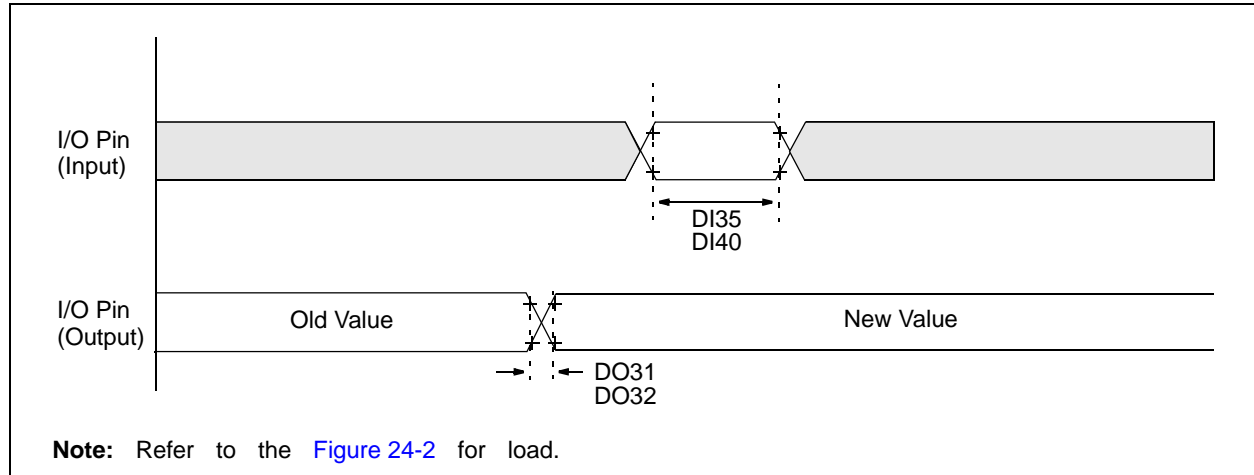 I/O Pin
(Input)
DI35
DI40
I/O Pin
(Output)
Old Value
New Value
DO31
DO32
Note: Refer to the Figure 24-2 for load.